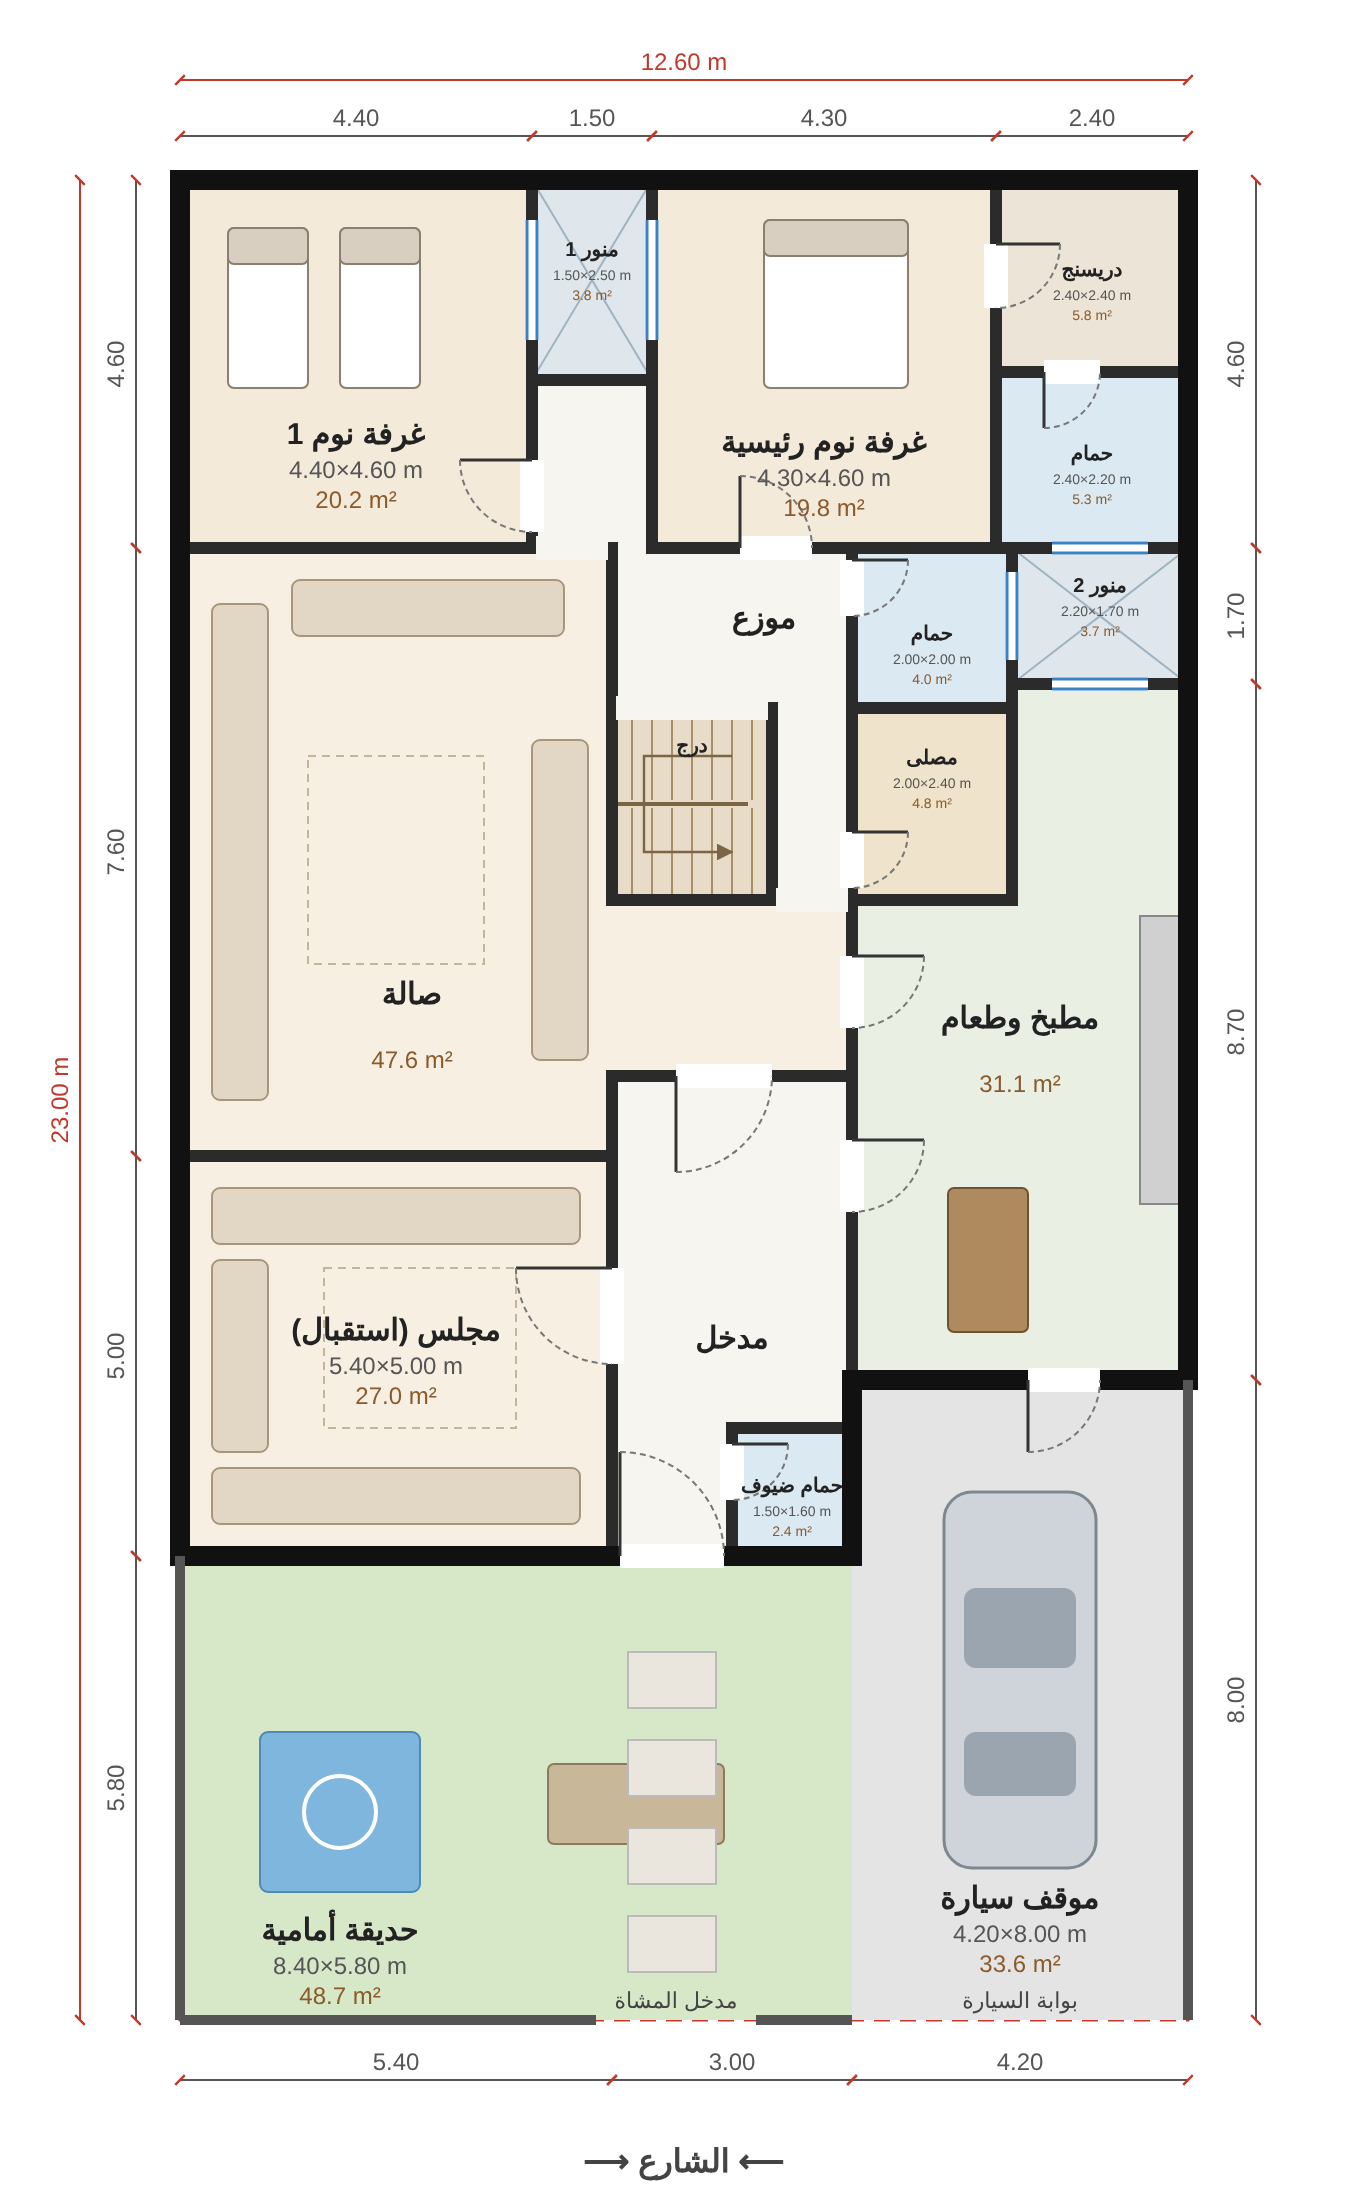 12.60 m
4.40
1.50
4.30
2.40
منور 1
1.50×2.50 m
3.8 m²
دريسنج
2.40×2.40 m
5.8 m²
4.60
4.60
غرفة نوم 1
4.40×4.60 m
20.2 m²
غرفة نوم رئيسية
4.30×4.60 m
19.8 m²
حمام
2.40×2.20 m
5.3 m²
موزع
حمام
2.00×2.00 m
4.0 m²
منور 2
2.20×1.70 m
3.7 m²
1.70
درج
مصلى
2.00×2.40 m
4.8 m²
7.60
صالة
47.6 m²
مطبخ وطعام
31.1 m²
8.70
23.00 m
مجلس (استقبال)
5.40×5.00 m
27.0 m²
مدخل
5.00
حمام ضيوف
1.50×1.60 m
2.4 m²
8.00
5.80
حديقة أمامية
8.40×5.80 m
48.7 m²
موقف سيارة
4.20×8.00 m
33.6 m²
مدخل المشاة
بوابة السيارة
5.40
3.00
4.20
⟵ الشارع ⟶